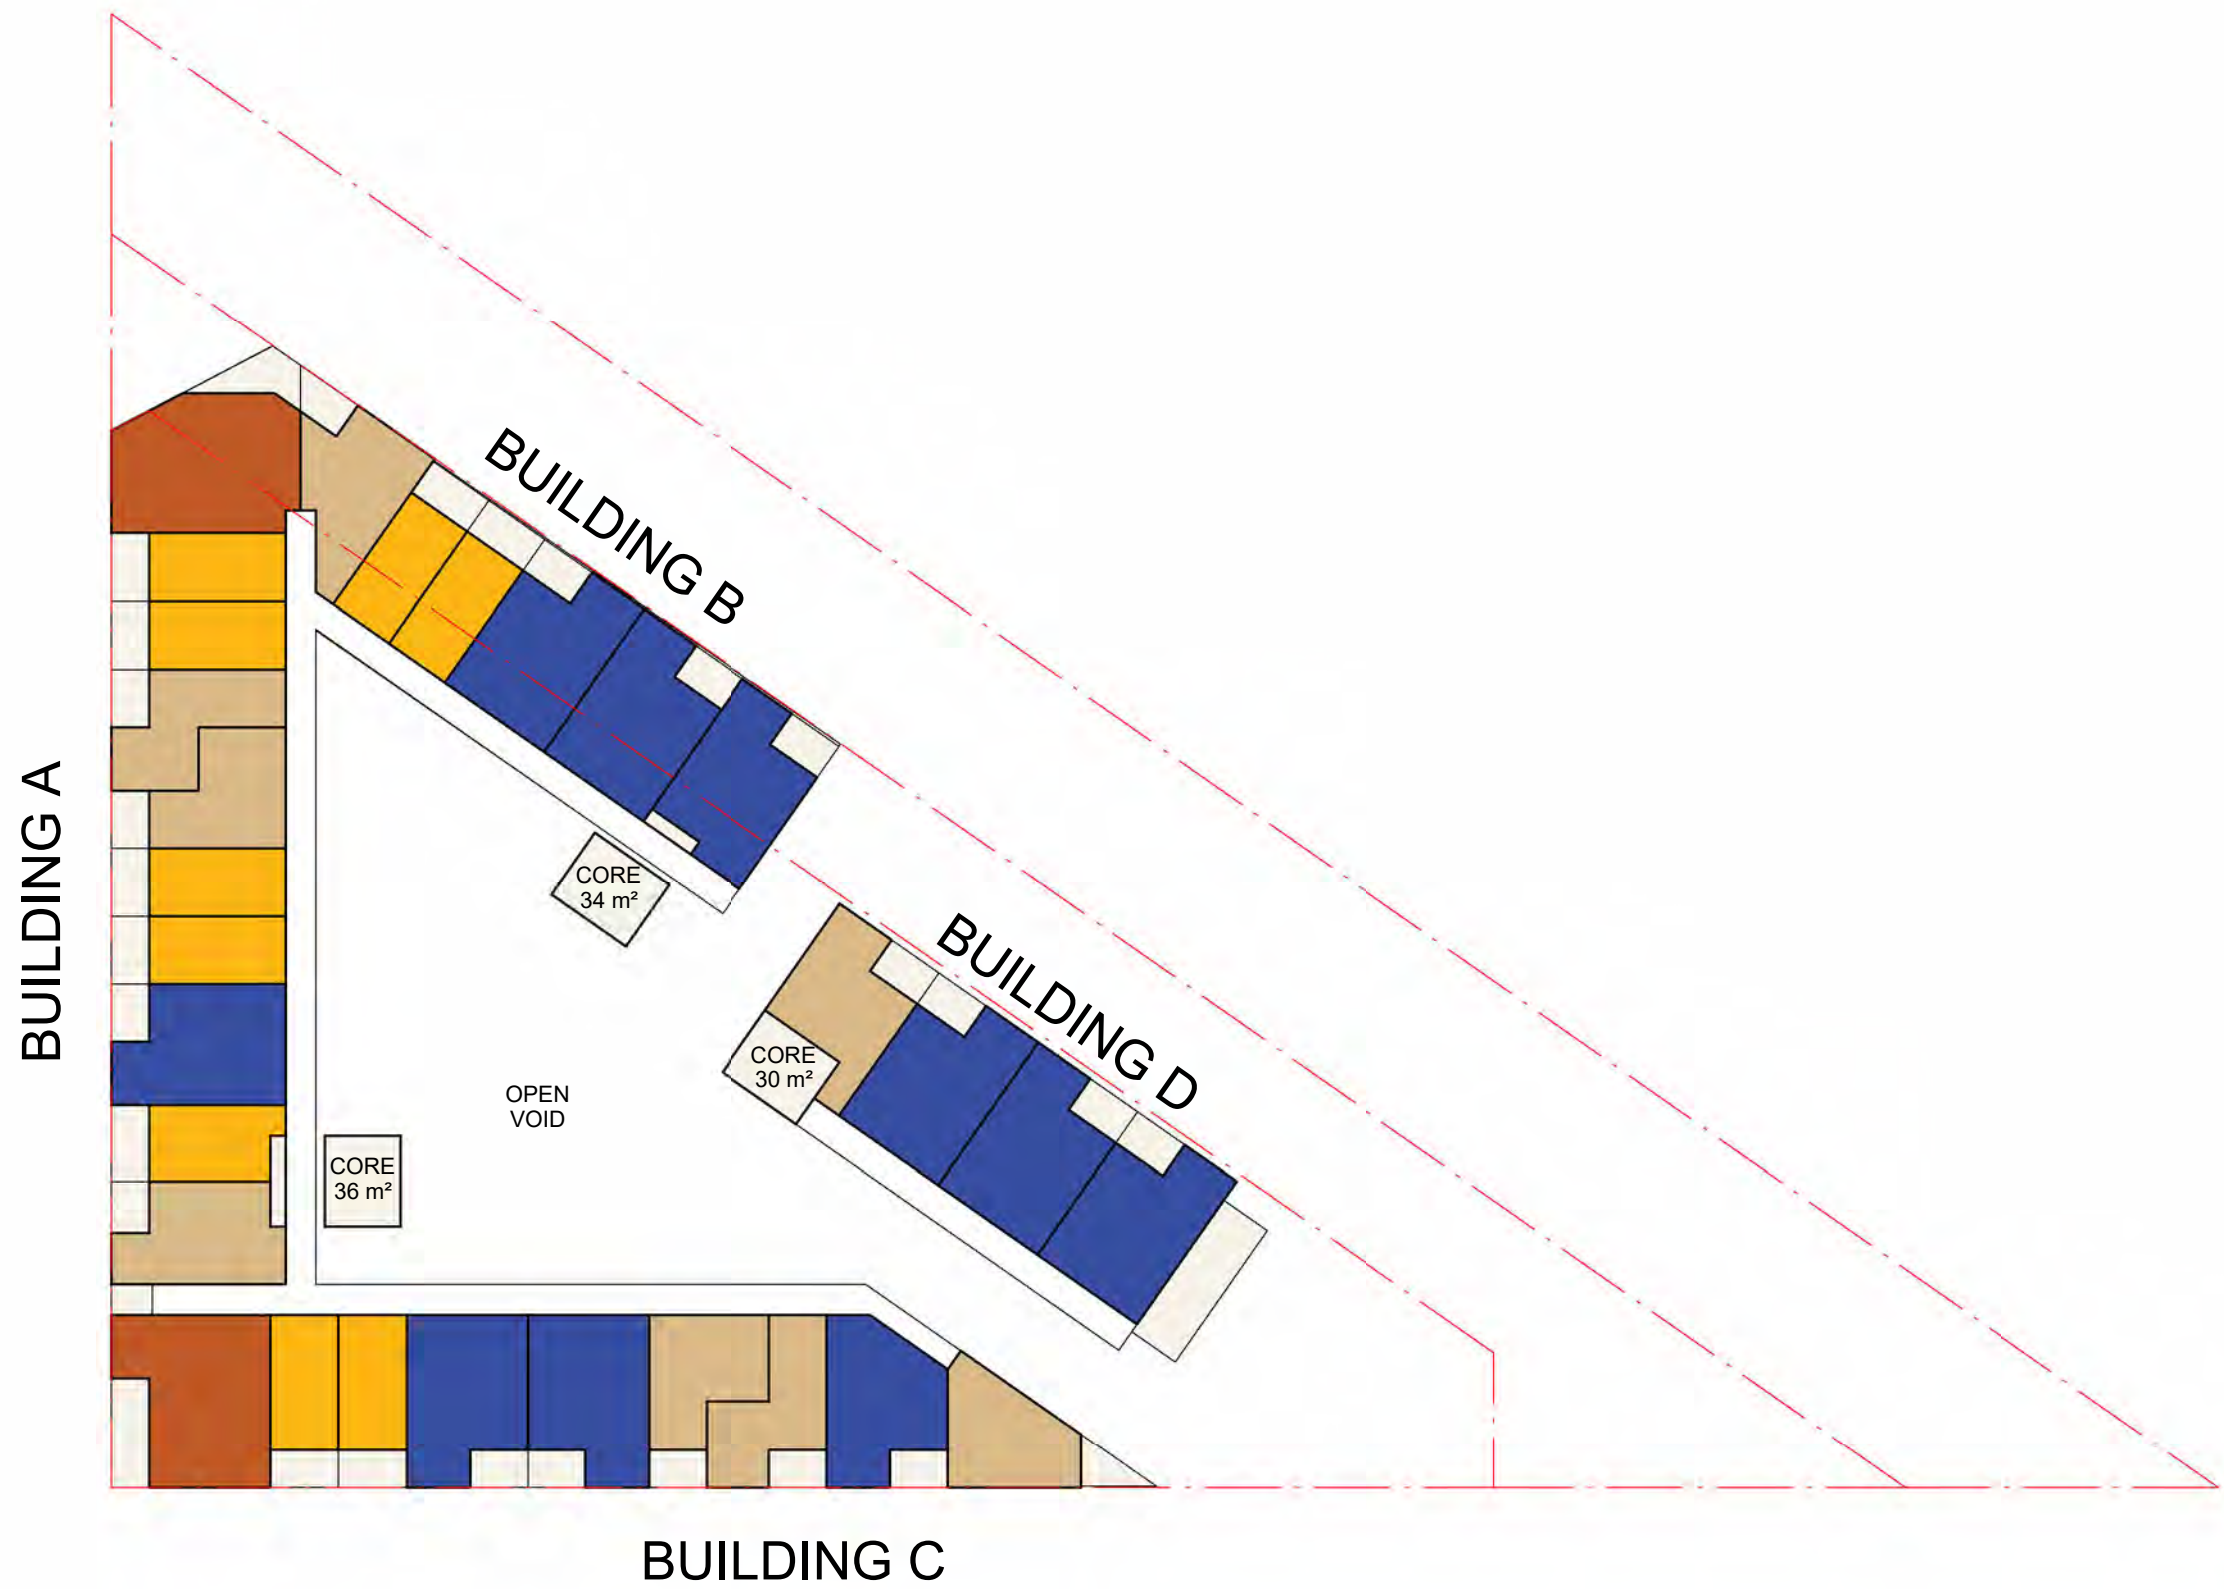 BUILDING B
BUILDING A
CORE
34 m²
BUILDING D
CORE
30 m²
OPEN
VOID
CORE
36 m²
BUILDING C